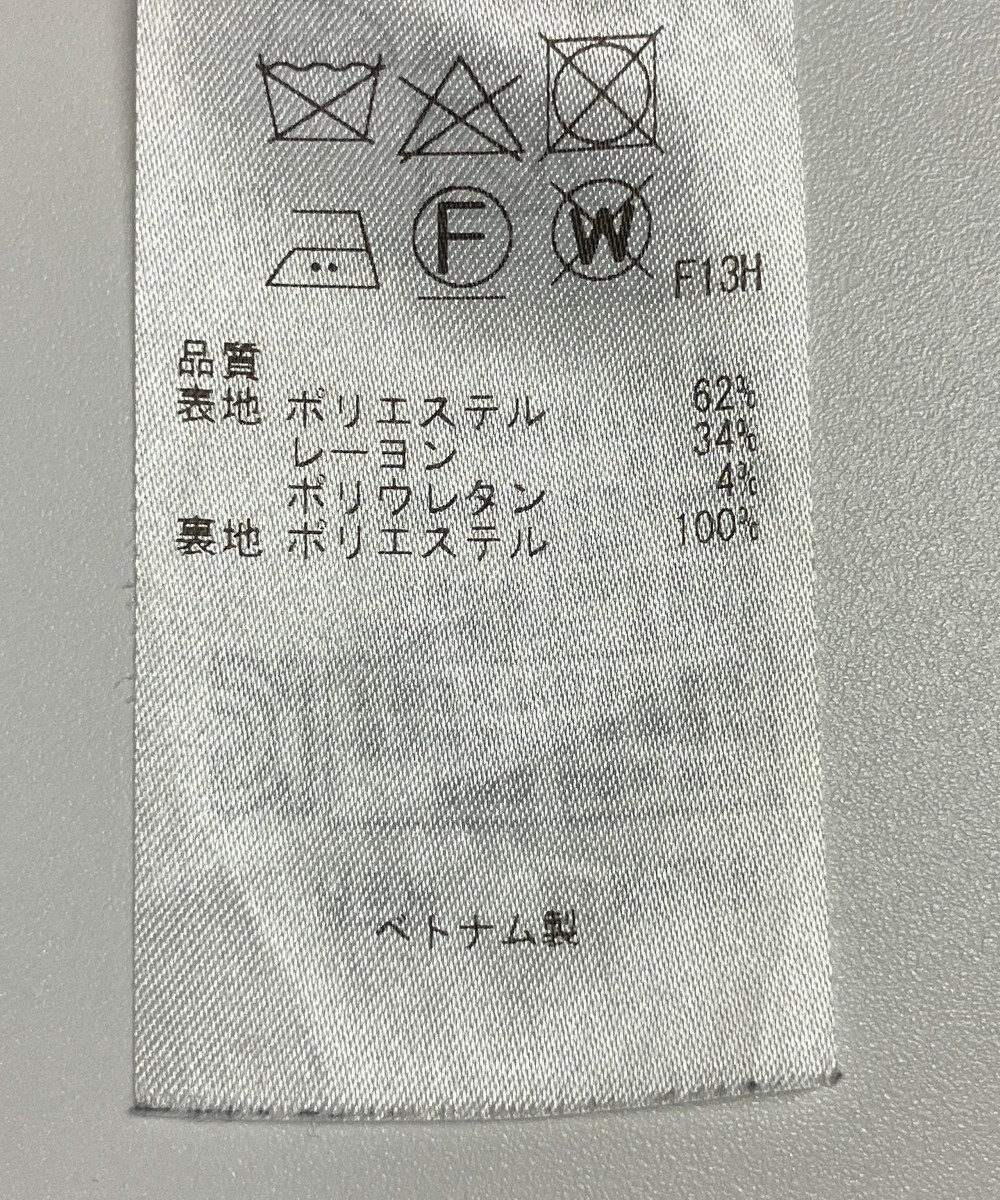 F W F13H
品質
表地 ポリエステル 62%
レーヨン 34%
ポリウレタン 4%
裏地 ポリエステル 100%
ベトナム製